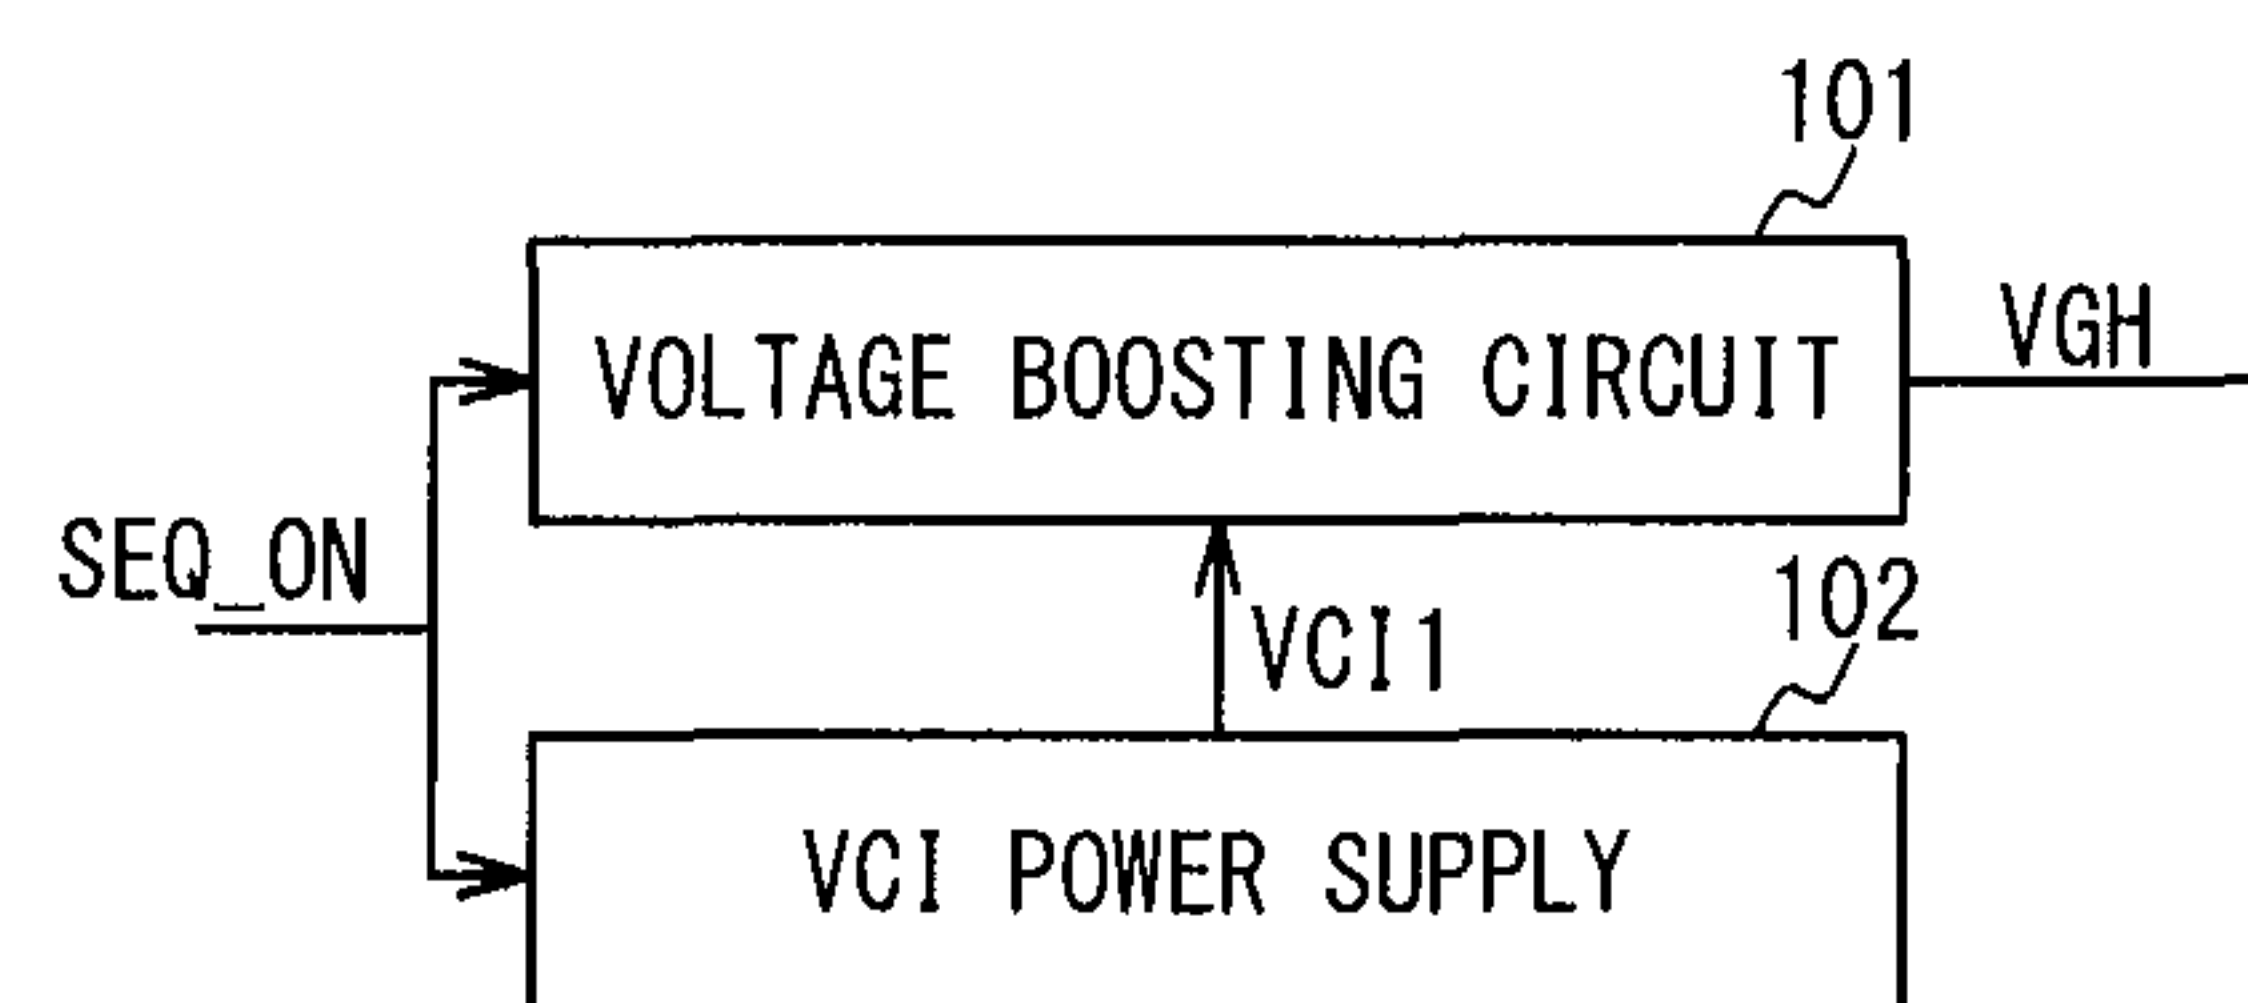 101
VOLTAGE BOOSTING CIRCUIT
VGH
SEQ_ON
VCI1
102
VCI POWER SUPPLY